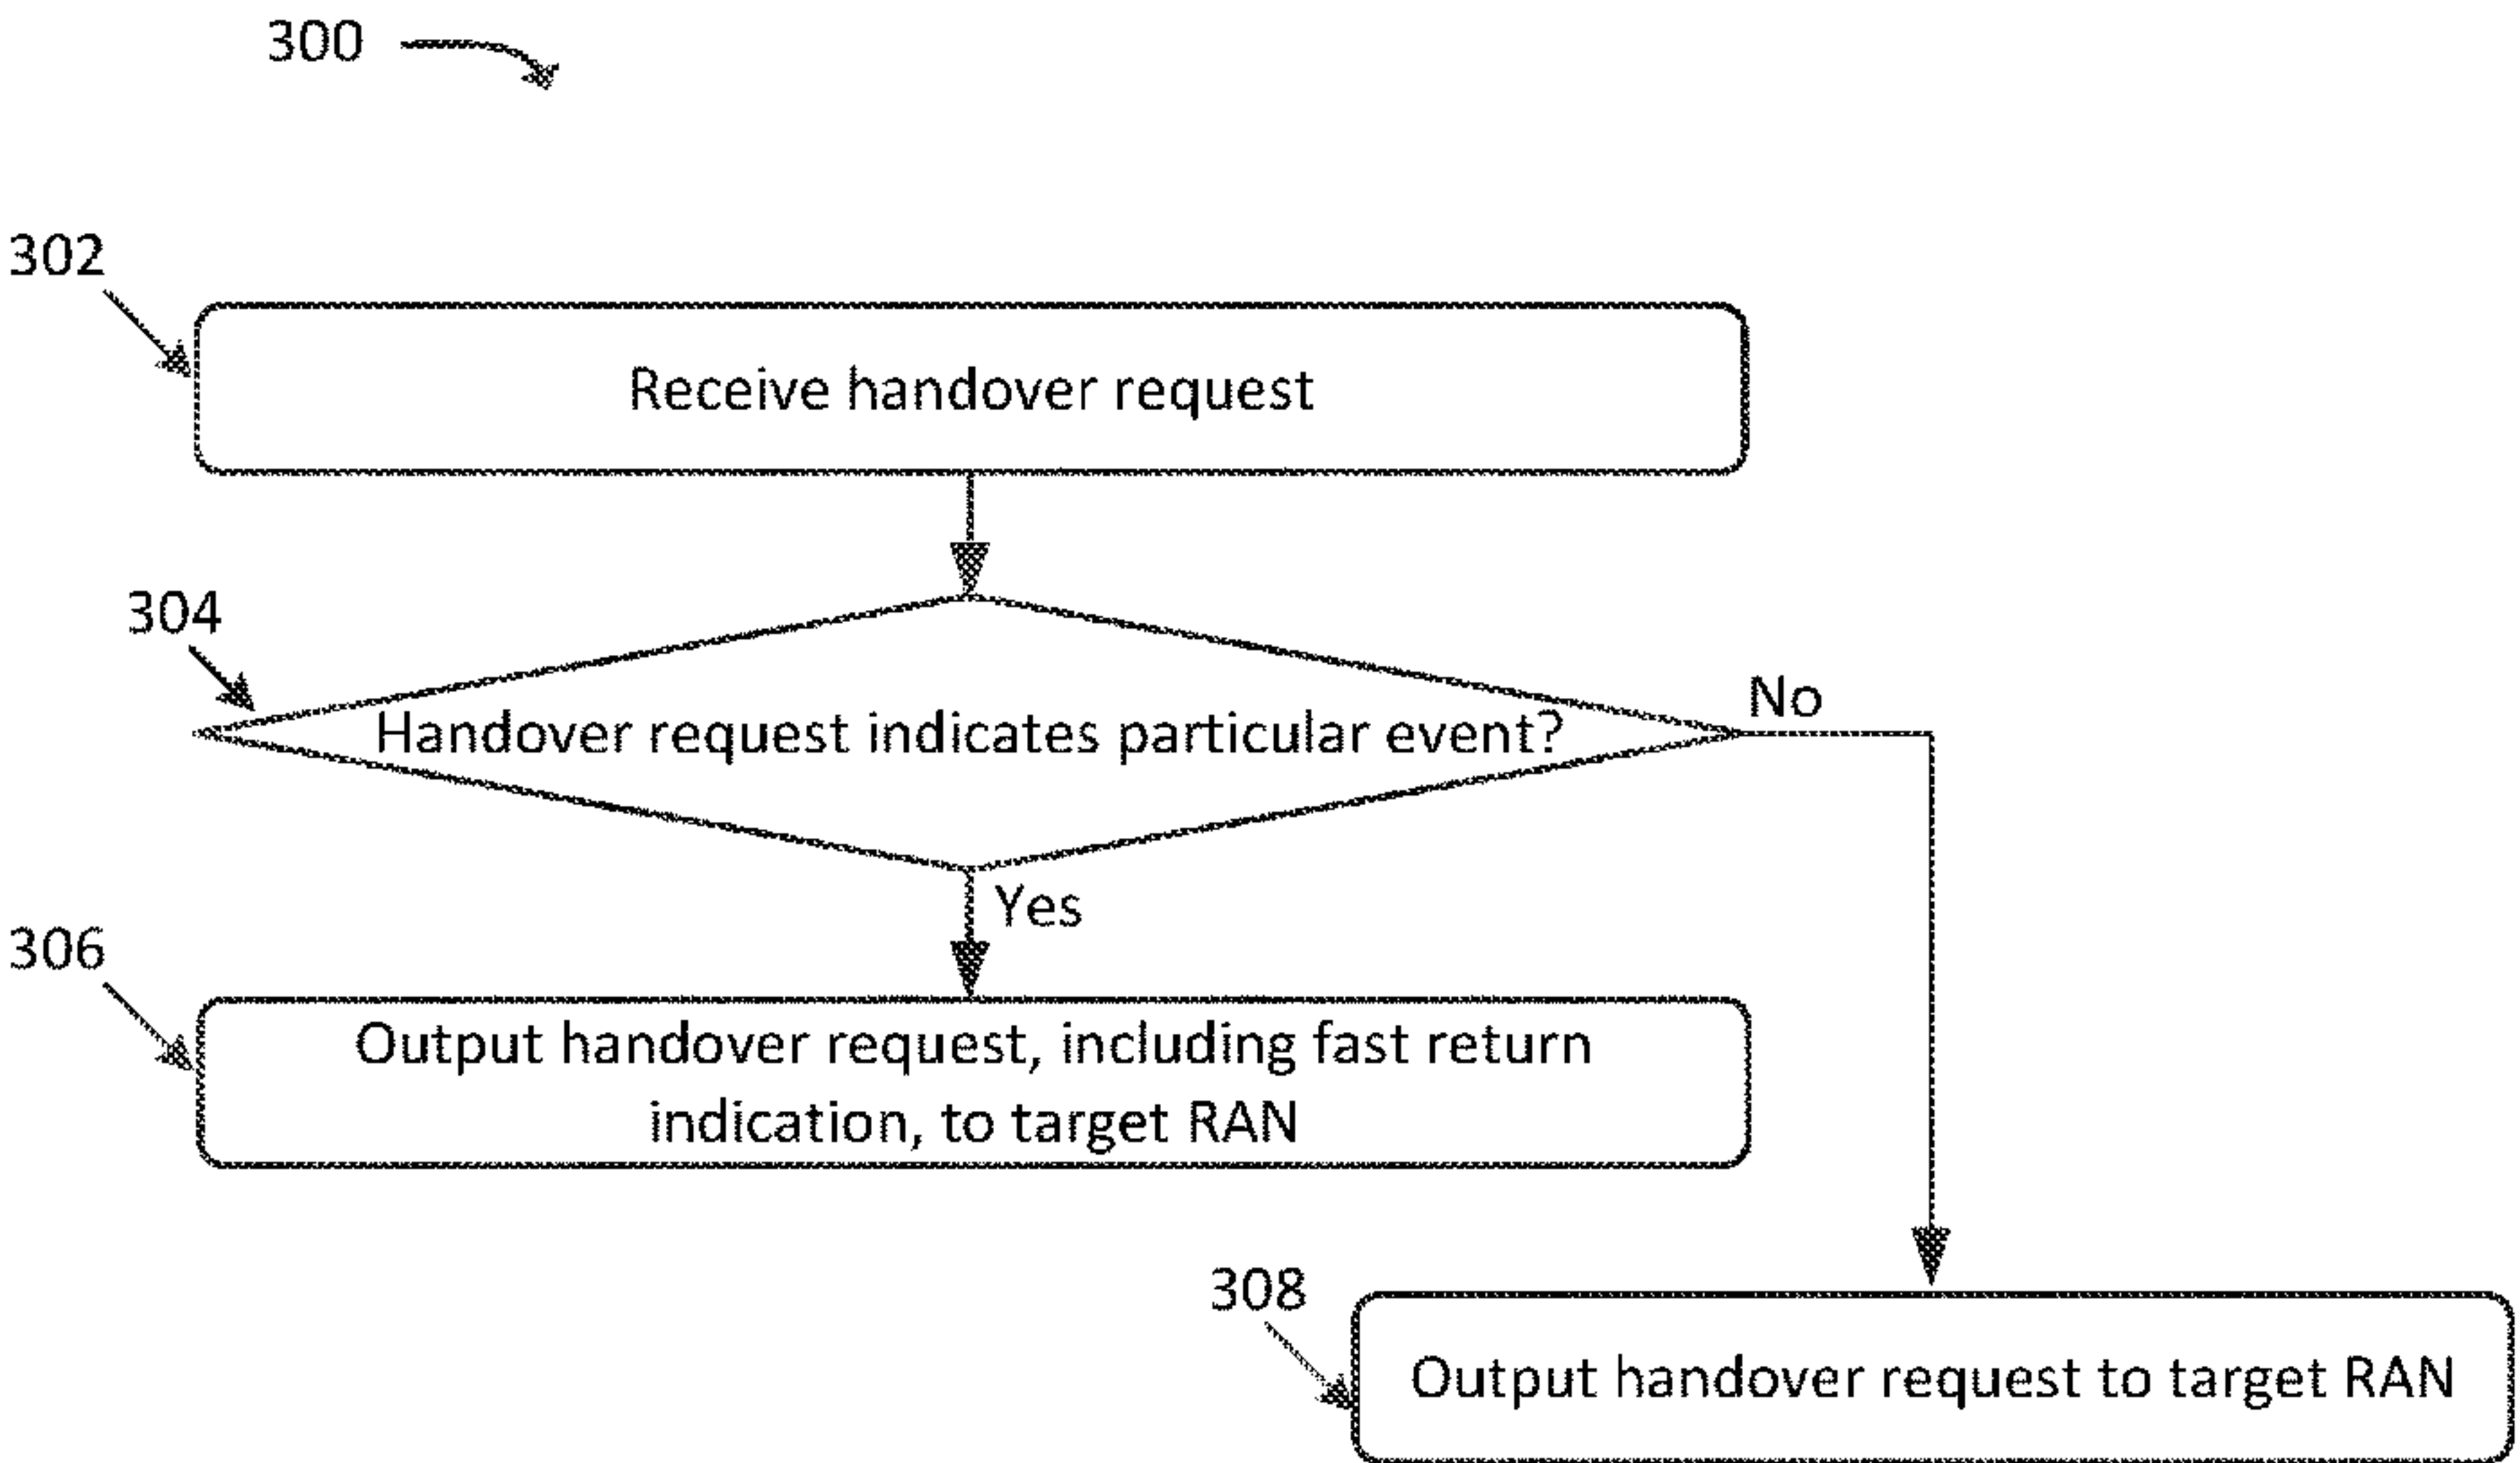 300
302
Receive handover request
304
Handover request indicates particular event?
No
Yes
306
Output handover request, including fast return
indication, to target RAN
308
Output handover request to target RAN